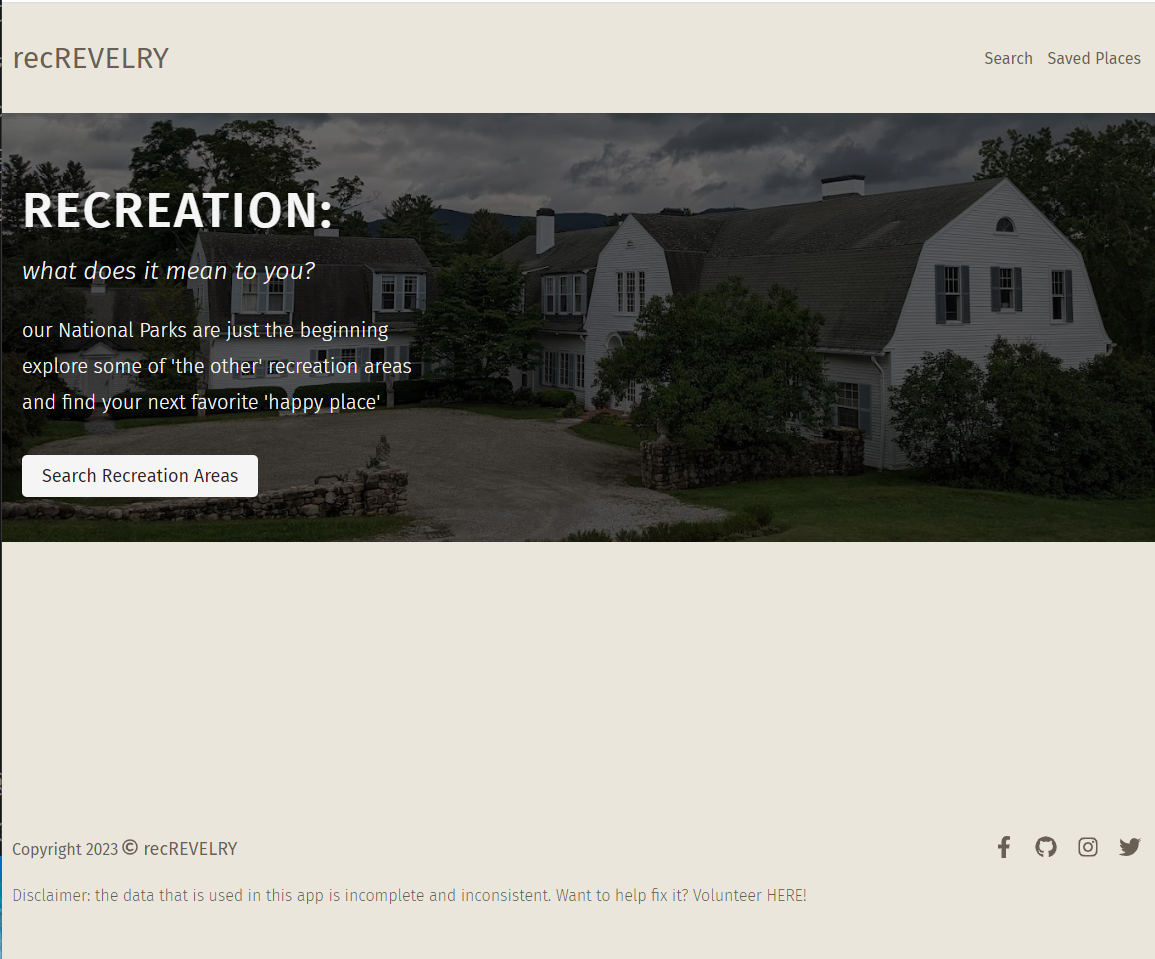 recREVELRY
Search Saved Places
RECREATION:
what does it mean to you?
our National Parks are just the beginning
explore some of 'the other' recreation areas
and find your next favorite 'happy place'
Search Recreation Areas
Copyright 2023 © recREVELRY
Disclaimer: the data that is used in this app is incomplete and inconsistent. Want to help fix it? Volunteer HERE!